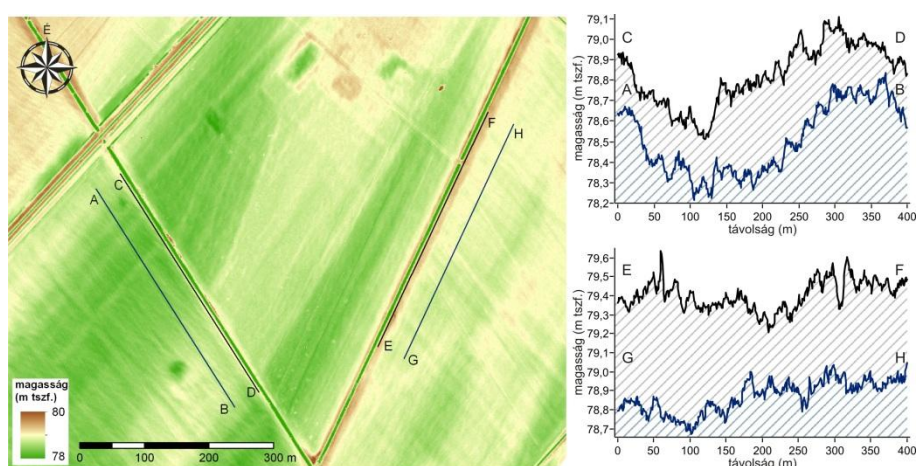 É
A
B
C
D
E
F
G
H
magasság
(m tszf.)
80
78
0 100 200 300 m
79,1
79,0
78,9
78,8
78,7
78,6
78,5
78,4
78,3
78,2
magasság
(m tszf.)
C D
A B
0 50 100 150 200 250 300 350 400
távolság (m)
79,6
79,5
79,4
79,2
79,1
79,0
78,9
78,8
78,7
magasság
(m tszf.)
E F
G H
0 50 100 150 200 250 300 350 400
távolság (m)